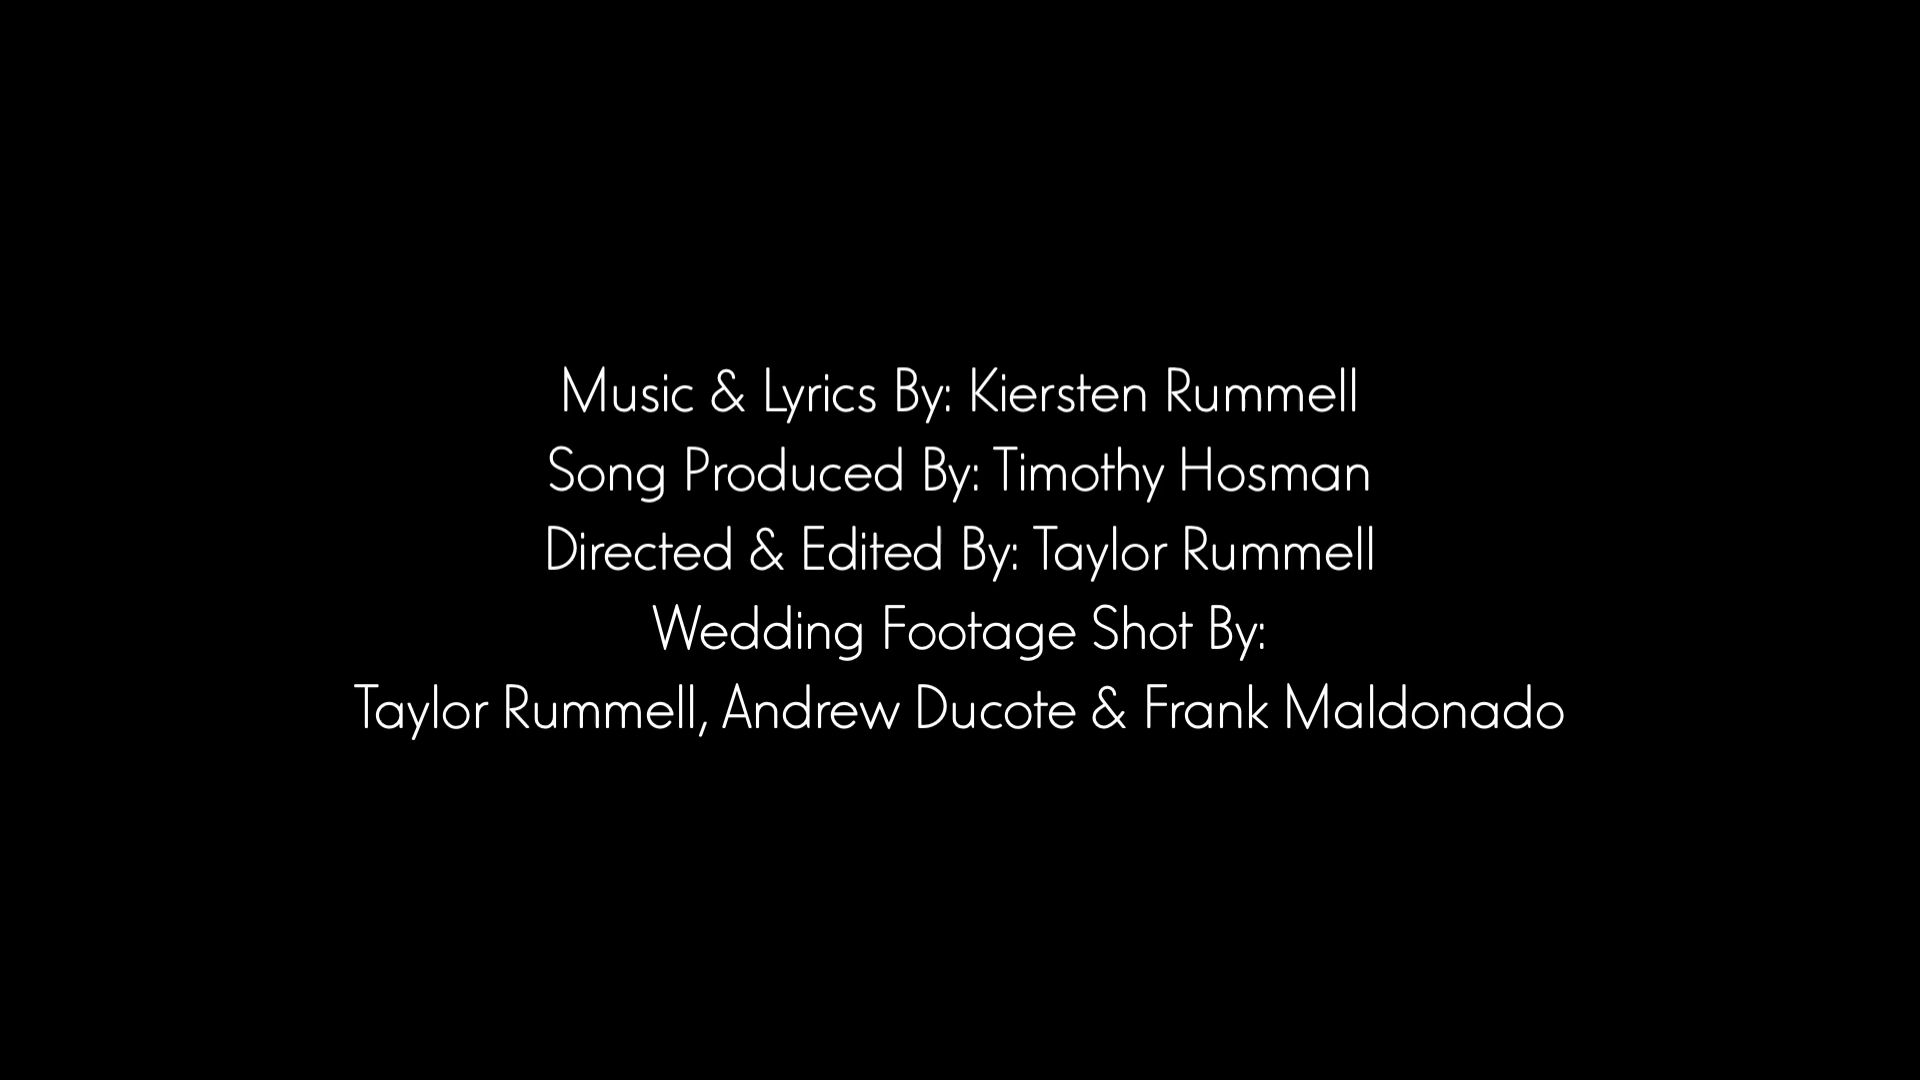 Music & Lyrics By: Kiersten Rummell
Song Produced By: Timothy Hosman
Directed & Edited By: Taylor Rummell
Wedding Footage Shot By:
Taylor Rummell, Andrew Ducote & Frank Maldonado